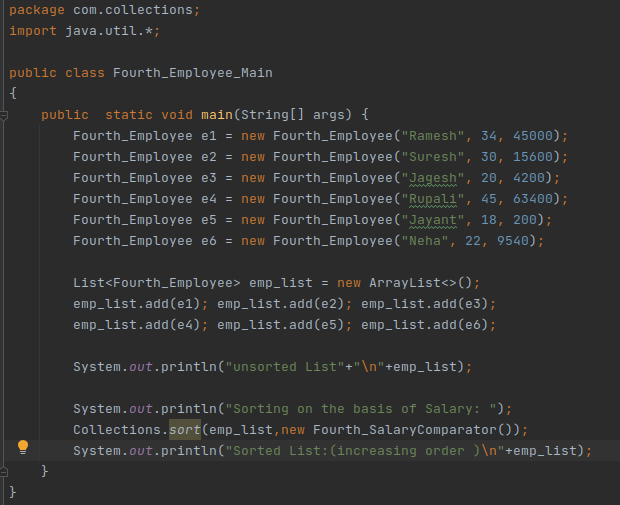 package com.collections;
import java.util.*;
public class Fourth_Employee_Main
{
    public  static void main(String[] args) {
        Fourth_Employee e1 = new Fourth_Employee("Ramesh", 34, 45000);
        Fourth_Employee e2 = new Fourth_Employee("Suresh", 30, 15600);
        Fourth_Employee e3 = new Fourth_Employee("Jagesh", 20, 4200);
        Fourth_Employee e4 = new Fourth_Employee("Rupali", 45, 63400);
        Fourth_Employee e5 = new Fourth_Employee("Jayant", 18, 200);
        Fourth_Employee e6 = new Fourth_Employee("Neha", 22, 9540);
        List<Fourth_Employee> emp_list = new ArrayList<>();
        emp_list.add(e1); emp_list.add(e2); emp_list.add(e3);
        emp_list.add(e4); emp_list.add(e5); emp_list.add(e6);
        System.out.println("unsorted List"+"\n"+emp_list);
        System.out.println("Sorting on the basis of Salary: ");
        Collections.sort(emp_list,new Fourth_SalaryComparator());
        System.out.println("Sorted List:(increasing order )\n"+emp_list);
    }
}